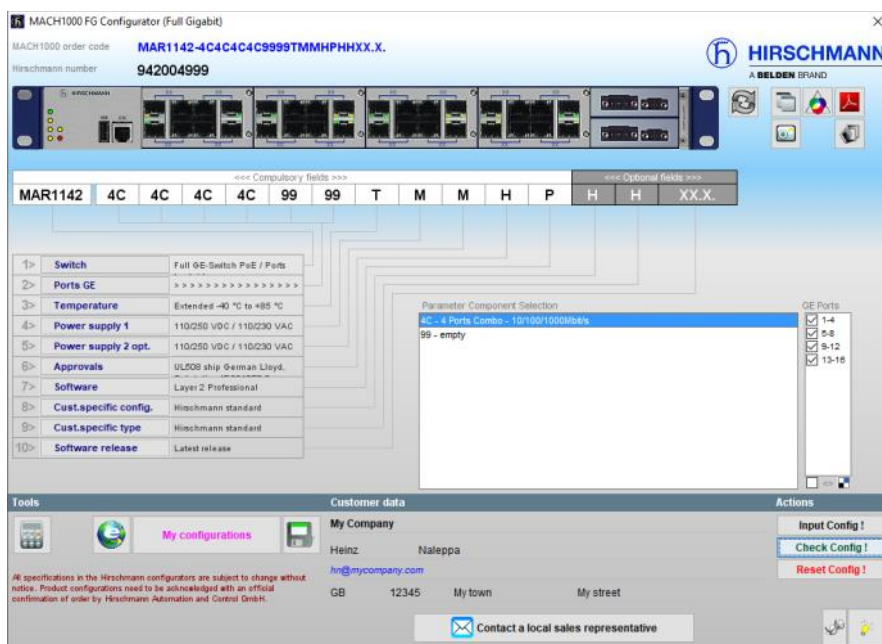 MACH1000 FG Configurator (Full Gigabit)
MACH1000 order code MAR1142-4C4C4C4C9999TMMHPHHXX.X.
Hirschmann number 942004999
HIRSCHMANN
A BELDEN BRAND
<<< Compulsory fields >>> <<< Optional fields >>>
MAR1142 4C 4C 4C 4C 99 99 T M M H P H H XX.X.
1> Switch Full GE-Switch PoE / Ports
2> Ports GE > > > > > > > > > > > > > > > >
3> Temperature Extended -40 °C to +85 °C
4> Power supply 1 110/250 VDC / 110/230 VAC
5> Power supply 2 opt. 110/250 VDC / 110/230 VAC
6> Approvals UL508 ship German Lloyd,
7> Software Layer 2 Professional
8> Cust.specific config. Hirschmann standard
9> Cust.specific type Hirschmann standard
10> Software release Latest release
Parameter Component Selection
4C - 4 Ports Combo - 10/100/1000Mbit/s
99 - empty
GE Ports
1-4
5-8
9-12
13-16
Tools
My configurations
All specifications in the Hirschmann configurators are subject to change without
notice. Product configurations need to be acknowledged with an official
confirmation of order by Hirschmann Automation and Control GmbH.
Customer data
My Company
Heinz Naleppa
hn@mycompany.com
GB 12345 My town My street
Contact a local sales representative
Actions
Input Config !
Check Config !
Reset Config !